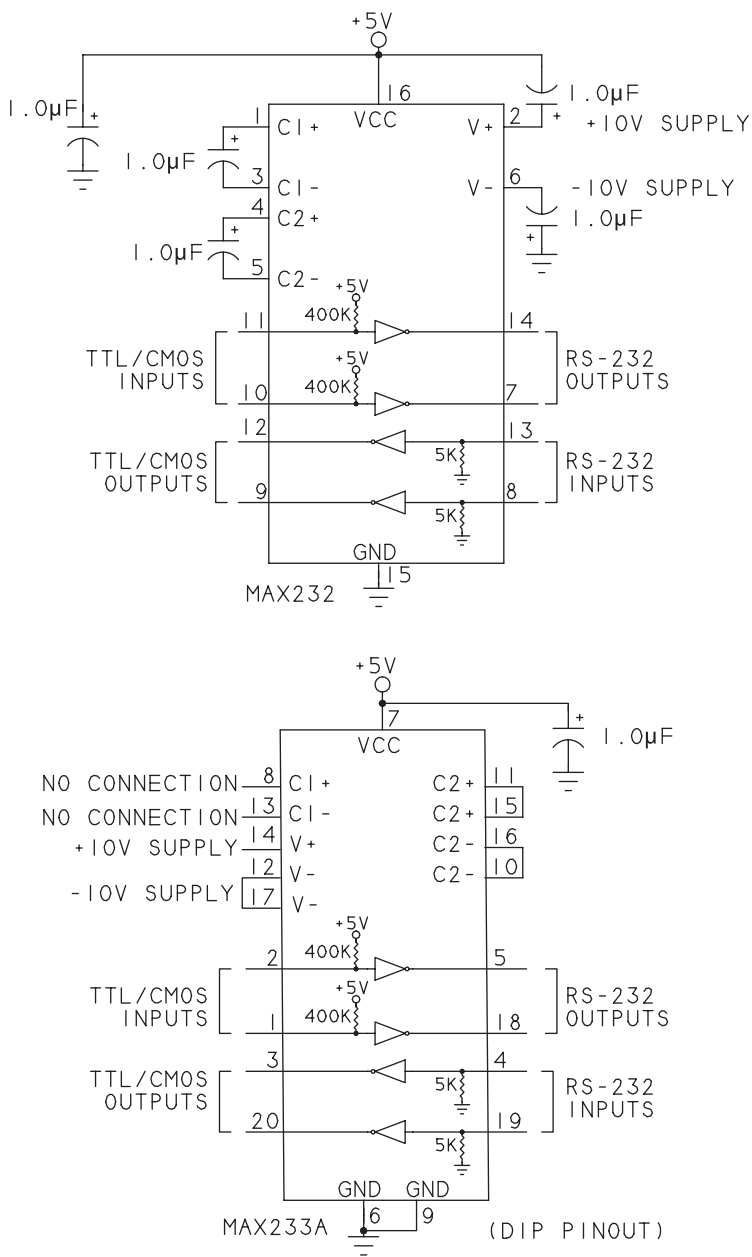 +5V
1.0µF
+
16
VCC
1.0µF
+
+10V SUPPLY
1
C1+
V+
2
+
1.0µF
3
C1-
V-
6
-10V SUPPLY
4
C2+
+
1.0µF
1.0µF
+
5
C2-
+5V
400K
11
14
TTL/CMOS
INPUTS
+5V
400K
RS-232
OUTPUTS
10
7
12
13
TTL/CMOS
OUTPUTS
5K
RS-232
INPUTS
9
8
5K
GND
15
MAX232
+5V
7
VCC
+
1.0µF
NO CONNECTION
8
C1+
C2+
11
NO CONNECTION
13
C1-
C2+
15
+10V SUPPLY
14
V+
C2-
16
12
V-
C2-
10
-10V SUPPLY
17
V-
+5V
400K
2
5
TTL/CMOS
INPUTS
+5V
400K
RS-232
OUTPUTS
1
18
3
4
TTL/CMOS
OUTPUTS
5K
RS-232
INPUTS
20
19
5K
GND
GND
6
9
MAX233A
(DIP PINOUT)